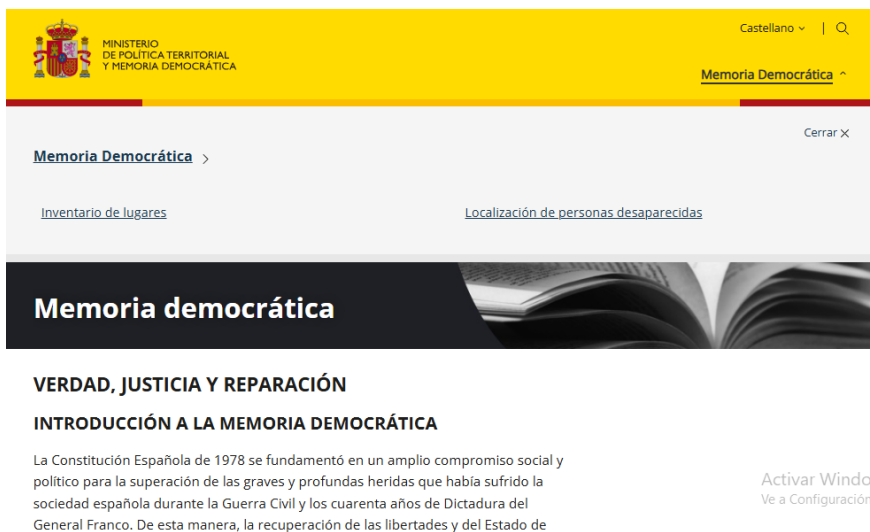 MINISTERIO
DE POLÍTICA TERRITORIAL
Y MEMORIA DEMOCRÁTICA
Castellano
Memoria Democrática
Cerrar
Memoria Democrática
Inventario de lugares
Localización de personas desaparecidas
Memoria democrática
VERDAD, JUSTICIA Y REPARACIÓN
INTRODUCCIÓN A LA MEMORIA DEMOCRÁTICA
La Constitución Española de 1978 se fundamentó en un amplio compromiso social y
político para la superación de las graves y profundas heridas que había sufrido la
sociedad española durante la Guerra Civil y los cuarenta años de Dictadura del
General Franco. De esta manera, la recuperación de las libertades y del Estado de
Activar Windo
Ve a Configuración